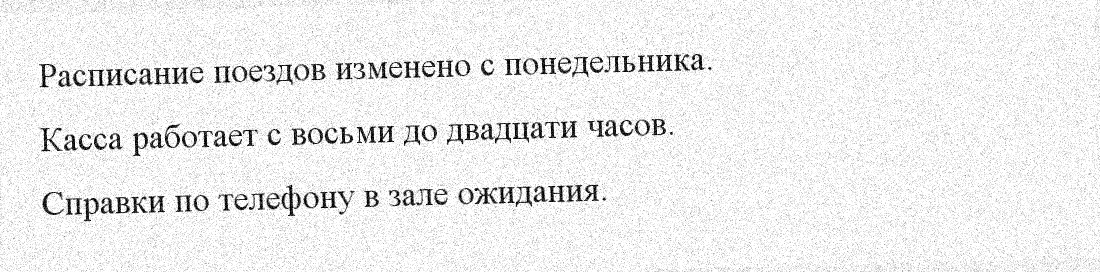 Расписание поездов изменено с понедельника.
Касса работает с восьми до двадцати часов.
Справки по телефону в зале ожидания.